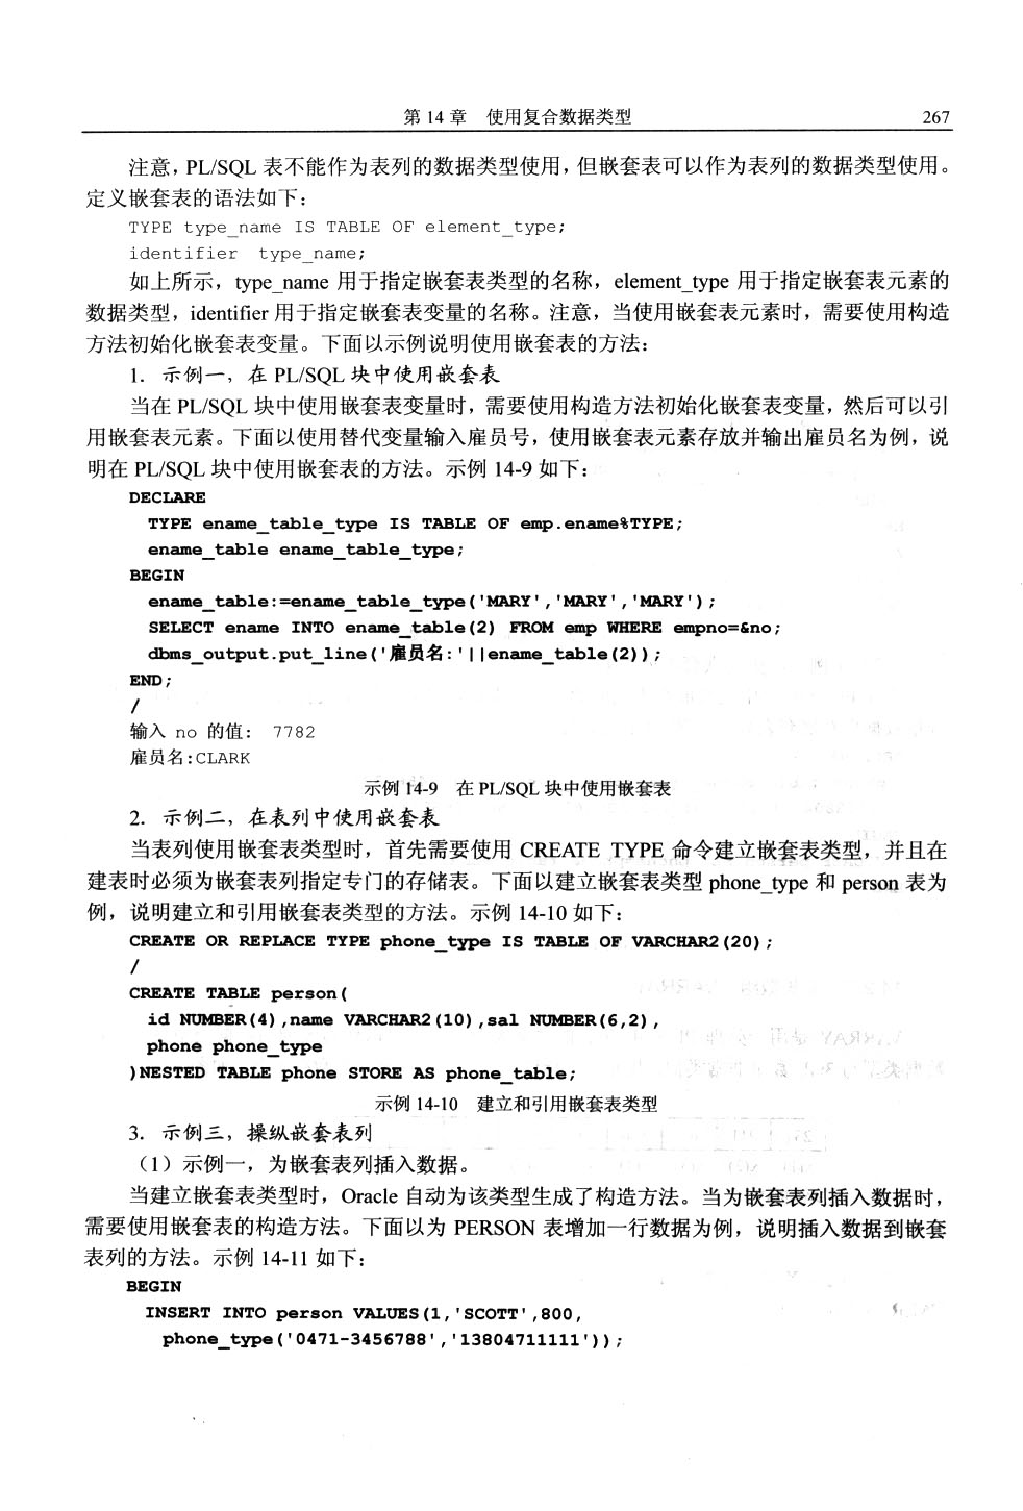 第 14 章 使用复合数据类型 267
注意，PL/SQL 表不能作为表列的数据类型使用，但嵌套表可以作为表列的数据类型使用。
定义嵌套表的语法如下：
TYPE type_name IS TABLE OF element_type;
identifier type_name;
如上所示，type_name 用于指定嵌套表类型的名称，element_type 用于指定嵌套表元素的
数据类型，identifier 用于指定嵌套表变量的名称。注意，当使用嵌套表元素时，需要使用构造
方法初始化嵌套表变量。下面以示例说明使用嵌套表的方法：
1. 示例一，在 PL/SQL 块中使用嵌套表
当在 PL/SQL 块中使用嵌套表变量时，需要使用构造方法初始化嵌套表变量，然后可以引
用嵌套表元素。下面以使用替代变量输入雇员号，使用嵌套表元素存放并输出雇员名为例，说
明在 PL/SQL 块中使用嵌套表的方法。示例 14-9 如下：
DECLARE
TYPE ename_table_type IS TABLE OF emp.ename%TYPE;
ename_table ename_table_type;
BEGIN
ename_table:=ename_table_type('MARY','MARY','MARY');
SELECT ename INTO ename_table(2) FROM emp WHERE empno=&no;
dbms_output.put_line('雇员名:'||ename_table(2));
END;
/
输入 no 的值： 7782
雇员名:CLARK
示例 14-9 在 PL/SQL 块中使用嵌套表
2. 示例二，在表列中使用嵌套表
当表列使用嵌套表类型时，首先需要使用 CREATE TYPE 命令建立嵌套表类型，并且在
建表时必须为嵌套表列指定专门的存储表。下面以建立嵌套表类型 phone_type 和 person 表为
例，说明建立和引用嵌套表类型的方法。示例 14-10 如下：
CREATE OR REPLACE TYPE phone_type IS TABLE OF VARCHAR2(20);
/
CREATE TABLE person(
id NUMBER(4),name VARCHAR2(10),sal NUMBER(6,2),
phone phone_type
)NESTED TABLE phone STORE AS phone_table;
示例 14-10 建立和引用嵌套表类型
3. 示例三，操纵嵌套表列
（1）示例一，为嵌套表列插入数据。
当建立嵌套表类型时，Oracle 自动为该类型生成了构造方法。当为嵌套表列插入数据时，
需要使用嵌套表的构造方法。下面以为 PERSON 表增加一行数据为例，说明插入数据到嵌套
表列的方法。示例 14-11 如下：
BEGIN
INSERT INTO person VALUES(1,'SCOTT',800,
phone_type('0471-3456788','13804711111'));